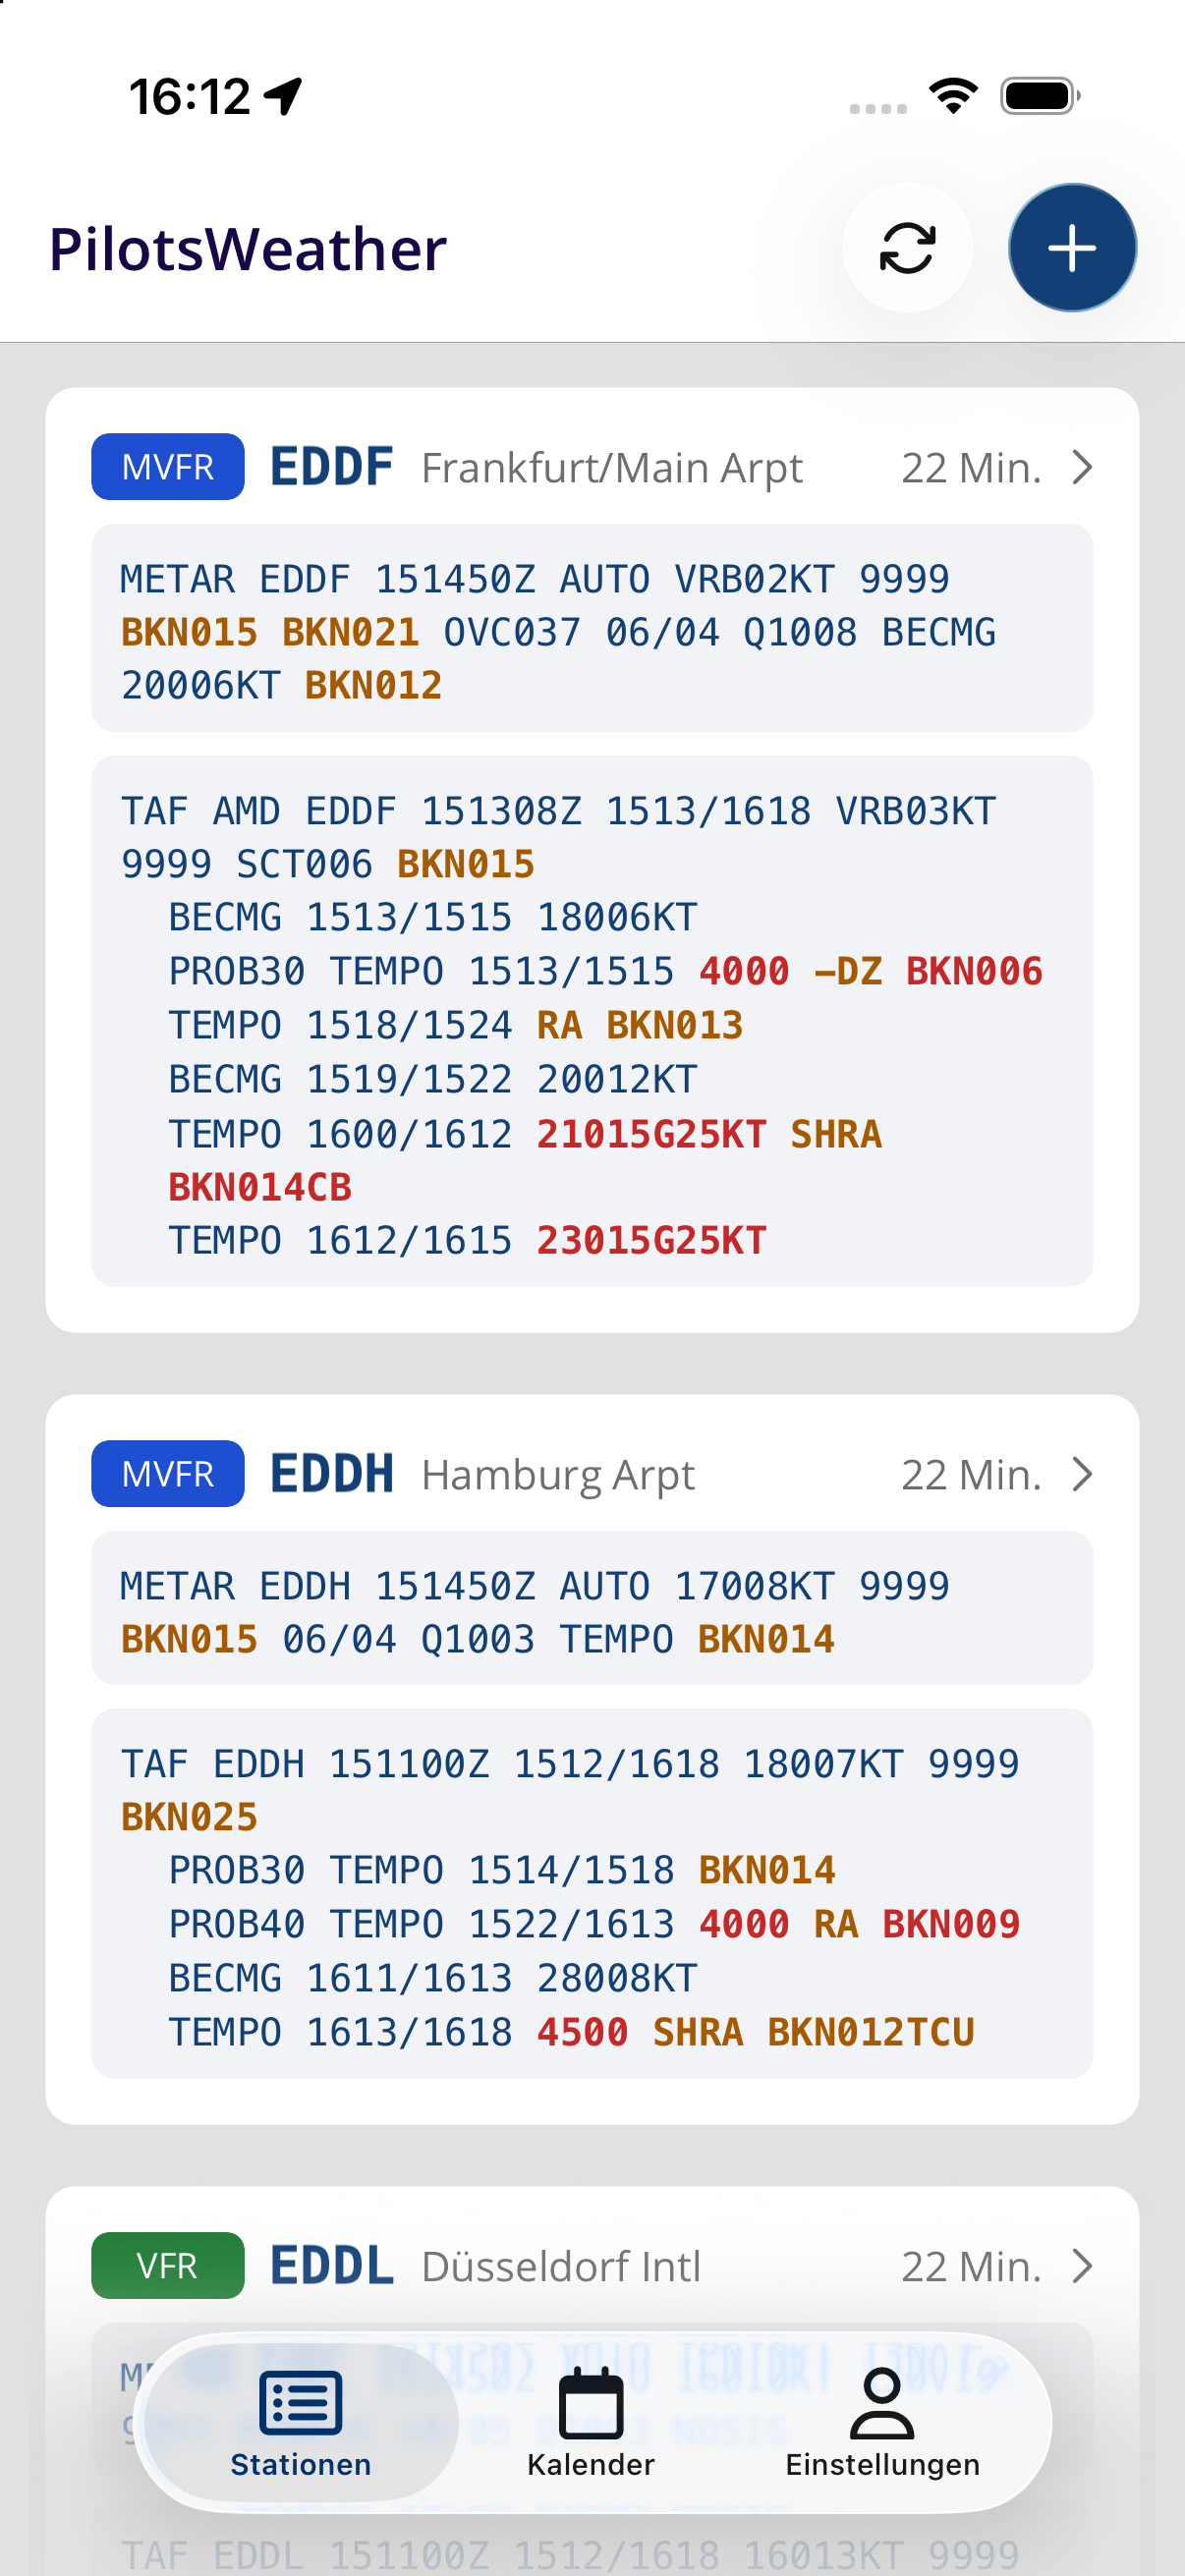 16:12
PilotsWeather
MVFR EDDF Frankfurt/Main Arpt 22 Min.
METAR EDDF 151450Z AUTO VRB02KT 9999
BKN015 BKN021 OVC037 06/04 Q1008 BECMG
20006KT BKN012
TAF AMD EDDF 151308Z 1513/1618 VRB03KT
9999 SCT006 BKN015
BECMG 1513/1515 18006KT
PROB30 TEMPO 1513/1515 4000 –DZ BKN006
TEMPO 1518/1524 RA BKN013
BECMG 1519/1522 20012KT
TEMPO 1600/1612 21015G25KT SHRA
BKN014CB
TEMPO 1612/1615 23015G25KT
MVFR EDDH Hamburg Arpt 22 Min.
METAR EDDH 151450Z AUTO 17008KT 9999
BKN015 06/04 Q1003 TEMPO BKN014
TAF EDDH 151100Z 1512/1618 18007KT 9999
BKN025
PROB30 TEMPO 1514/1518 BKN014
PROB40 TEMPO 1522/1613 4000 RA BKN009
BECMG 1611/1613 28008KT
TEMPO 1613/1618 4500 SHRA BKN012TCU
VFR EDDL Düsseldorf Intl 22 Min.
Stationen Kalender Einstellungen
TAF EDDL 151100Z 1512/1618 16013KT 9999